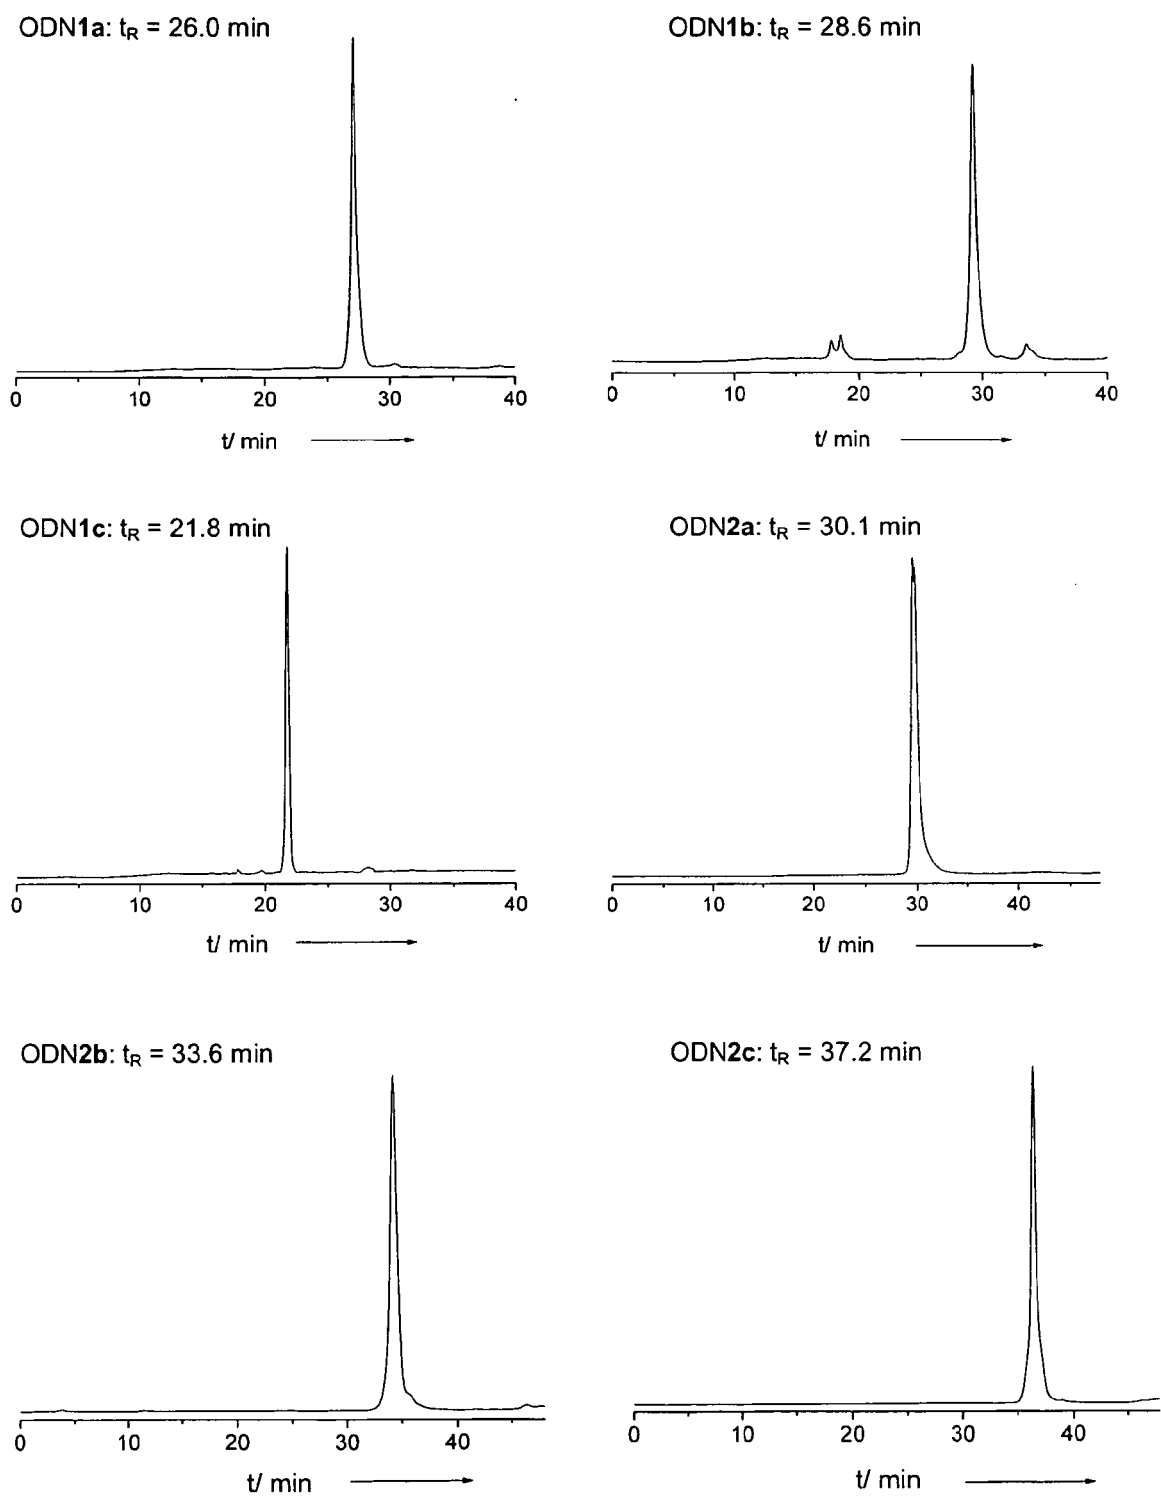 ODN1a: tR = 26.0 min
ODN1b: tR = 28.6 min
0 10 20 30 40
t/ min
0 10 20 30 40
t/ min
ODN1c: tR = 21.8 min
ODN2a: tR = 30.1 min
0 10 20 30 40
t/ min
0 10 20 30 40
t/ min
ODN2b: tR = 33.6 min
ODN2c: tR = 37.2 min
0 10 20 30 40
t/ min
0 10 20 30 40
t/ min